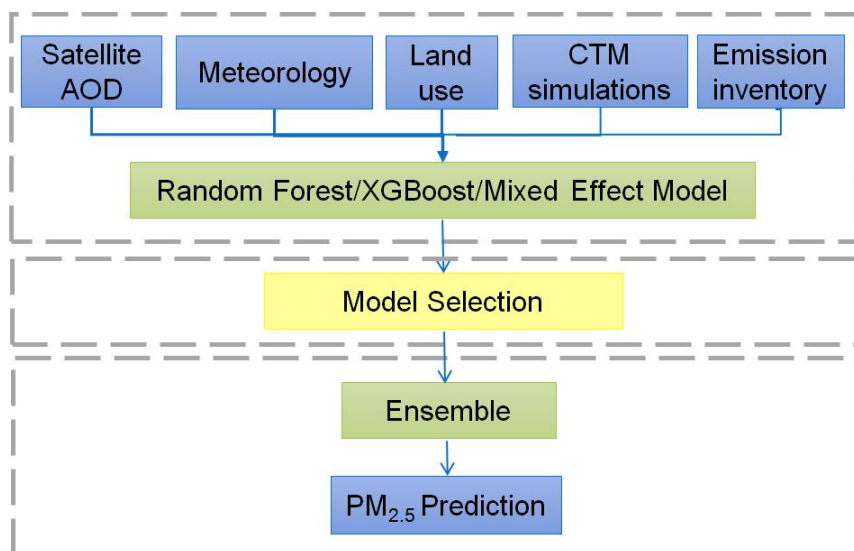 Satellite
AOD
Meteorology
Land
use
CTM
simulations
Emission
inventory
Random Forest/XGBoost/Mixed Effect Model
Model Selection
Ensemble
PM2.5 Prediction